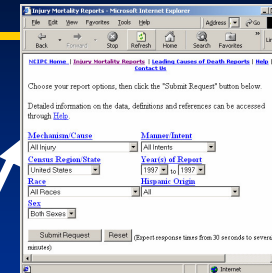 Injury Mortality Reports - Microsoft Internet Explorer
File Edit View Favorites Tools Help
Address Go
Back Forward Stop Refresh Home Search Favorites
NCIPC Home | Injury Mortality Reports | Leading Causes of Death Reports | Help |
Contact Us
Choose your report options, then click the "Submit Request" button below.
Detailed information on the data, definitions and references can be accessed
through Help.
Mechanism/Cause Manner/Intent
All Injury All Intents
Census Region/State Year(s) of Report
United States 1997 to 1997
Race Hispanic Origin
All Races All
Sex
Both Sexes
Submit Request Reset (Expect response times from 30 seconds to several
minutes)
Internet